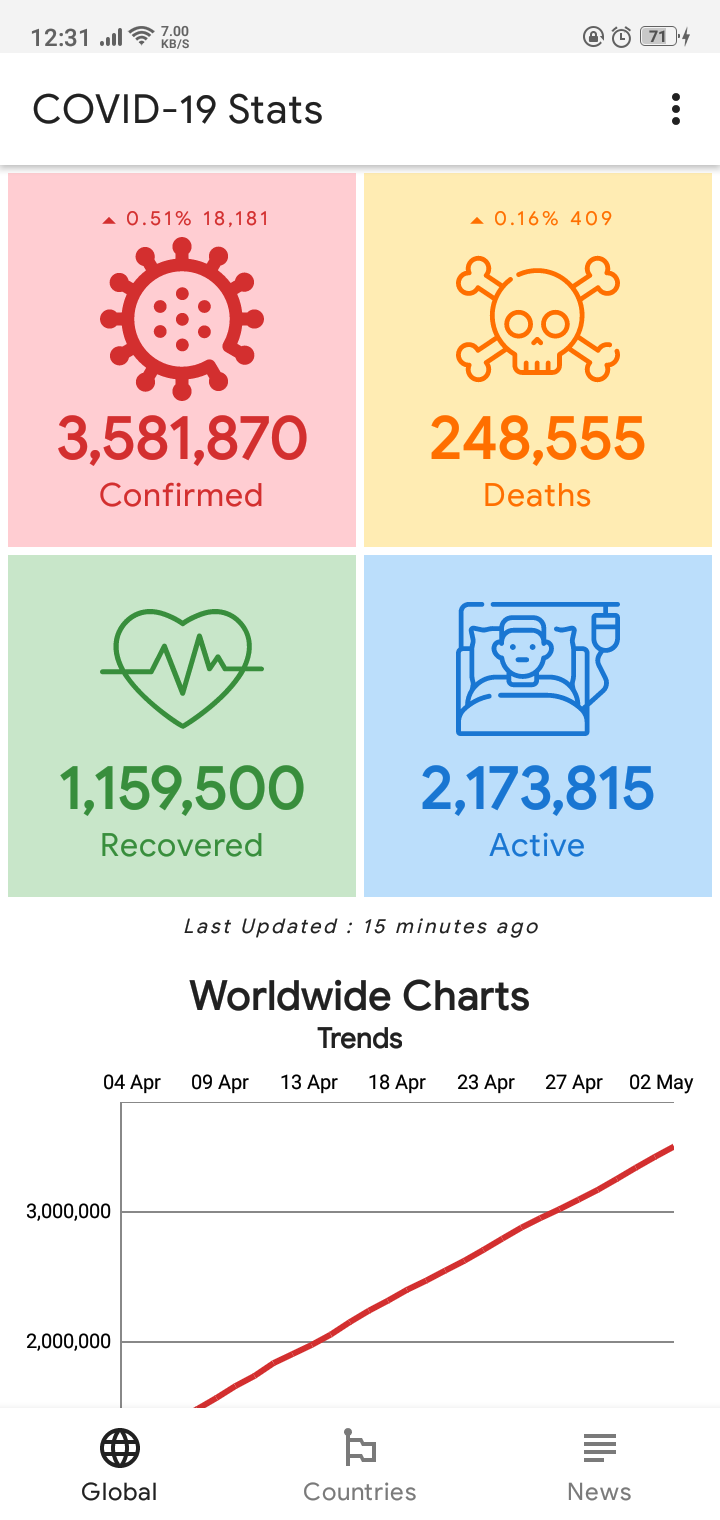 12:31 7.00 KB/S 71
COVID-19 Stats
0.51% 18,181
3,581,870
Confirmed
0.16% 409
248,555
Deaths
1,159,500
Recovered
2,173,815
Active
Last Updated : 15 minutes ago
Worldwide Charts
Trends
04 Apr 09 Apr 13 Apr 18 Apr 23 Apr 27 Apr 02 May
3,000,000
2,000,000
Global Countries News